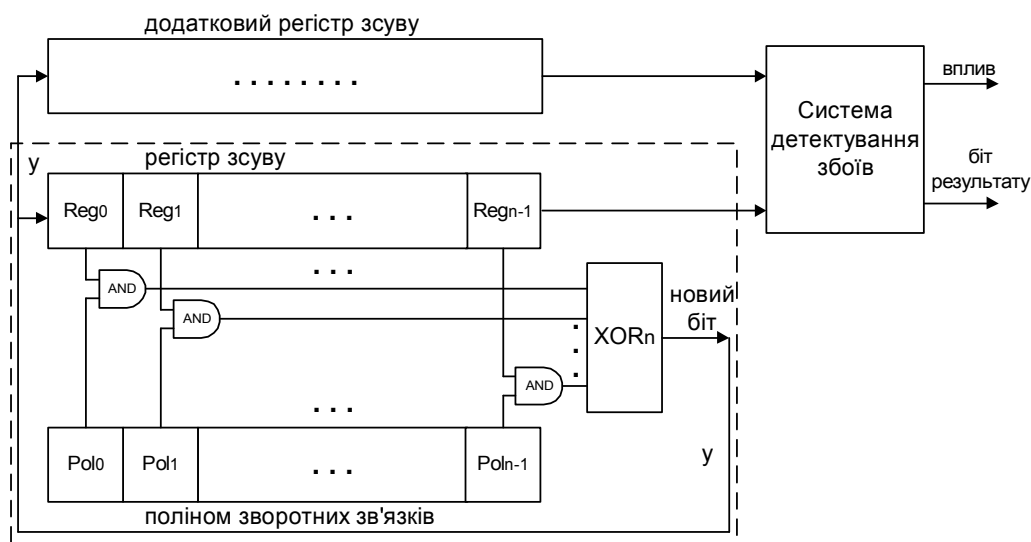 додатковий регістр зсуву
. . . . . . . .
Система
детектування
збоїв
вплив
біт
результату
y
регістр зсуву
Reg0 Reg1 . . . Regn-1
. . .
AND
AND
XORn
новий
біт
AND
. . .
Pol0 Pol1 . . . Poln-1
y
поліном зворотних зв'язків